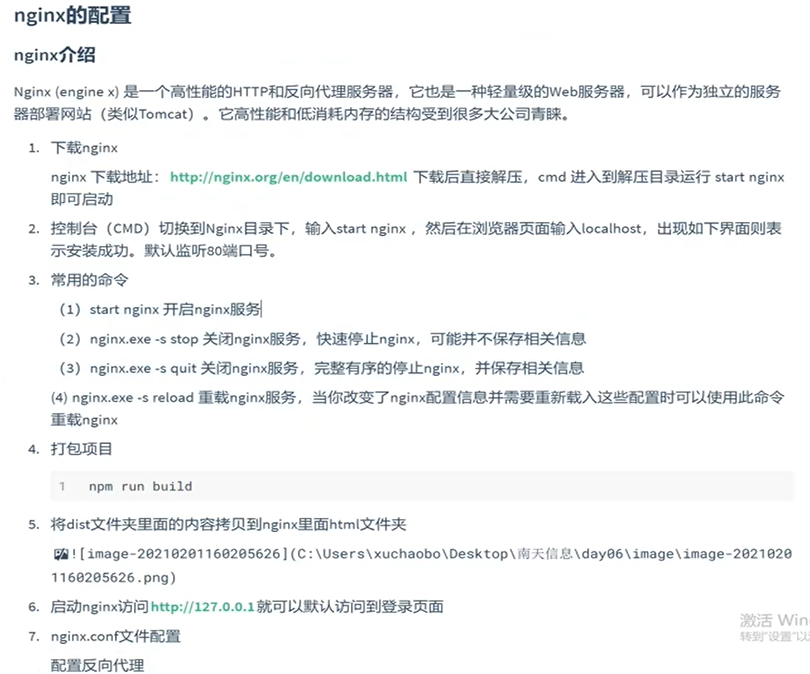 nginx的配置
nginx介绍
Nginx (engine x) 是一个高性能的HTTP和反向代理服务器，它也是一种轻量级的Web服务器，可以作为独立的服务
器部署网站（类似Tomcat）。它高性能和低消耗内存的结构受到很多大公司青睐。
1. 下载nginx
nginx 下载地址： http://nginx.org/en/download.html 下载后直接解压，cmd 进入到解压目录运行 start nginx
即可启动
2. 控制台（CMD）切换到Nginx目录下，输入start nginx ，然后在浏览器页面输入localhost，出现如下界面则表
示安装成功。默认监听80端口号。
3. 常用的命令
（1）start nginx 开启nginx服务
（2）nginx.exe -s stop 关闭nginx服务，快速停止nginx，可能并不保存相关信息
（3）nginx.exe -s quit 关闭nginx服务，完整有序的停止nginx，并保存相关信息
(4) nginx.exe -s reload 重载nginx服务，当你改变了nginx配置信息并需要重新载入这些配置时可以使用此命令
重载nginx
4. 打包项目
1 npm run build
5. 将dist文件夹里面的内容拷贝到nginx里面html文件夹
![image-20210201160205626](C:\Users\xuchaobo\Desktop\南天信息\day06\image\image-2021020
1160205626.png)
6. 启动nginx访问http://127.0.0.1就可以默认访问到登录页面
激活 Win
7. nginx.conf文件配置
转到"设置"以
配置反向代理